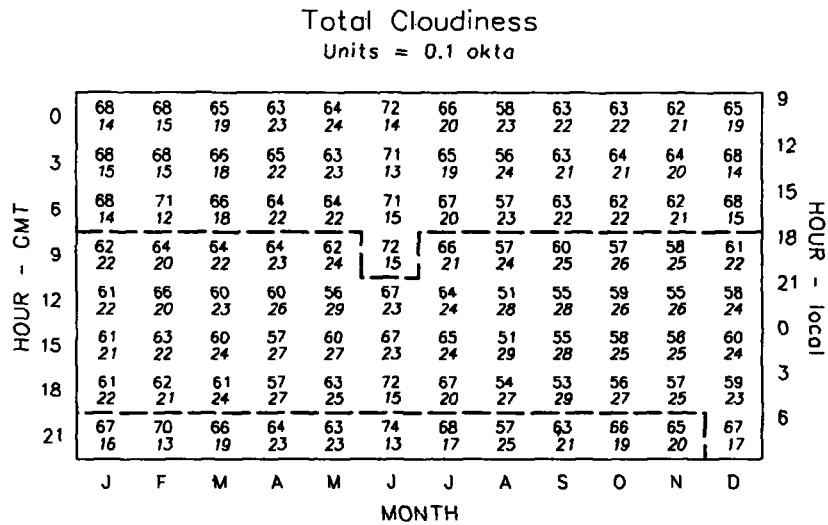 Total Cloudiness
Units = 0.1 okta
0 68 68 65 63 64 72 66 58 63 63 62 65 9
14 15 19 23 24 14 20 23 22 22 21 19
3 68 68 66 65 63 71 65 56 63 64 64 68 12
15 15 18 22 23 13 19 24 21 21 20 14
6 68 71 66 64 64 71 67 57 63 62 62 68 15
14 12 18 22 22 15 20 23 22 22 21 15
9 62 64 64 64 62 72 66 57 60 57 58 61 18
22 20 22 23 24 15 21 24 25 26 25 22
12 61 66 60 60 56 67 64 51 55 59 55 58 21
22 20 23 26 29 23 24 28 28 26 26 24
15 61 63 60 57 60 67 65 51 55 58 58 60 0
21 22 24 27 27 23 24 29 28 25 25 24
18 61 62 61 57 63 72 67 54 53 56 57 59 3
22 21 24 27 25 15 20 27 29 27 25 23
21 67 70 66 64 63 74 68 57 63 66 65 67 6
16 13 19 23 23 13 17 25 21 19 20 17
J F M A M J J A S O N D
MONTH
HOUR - GMT
HOUR - local